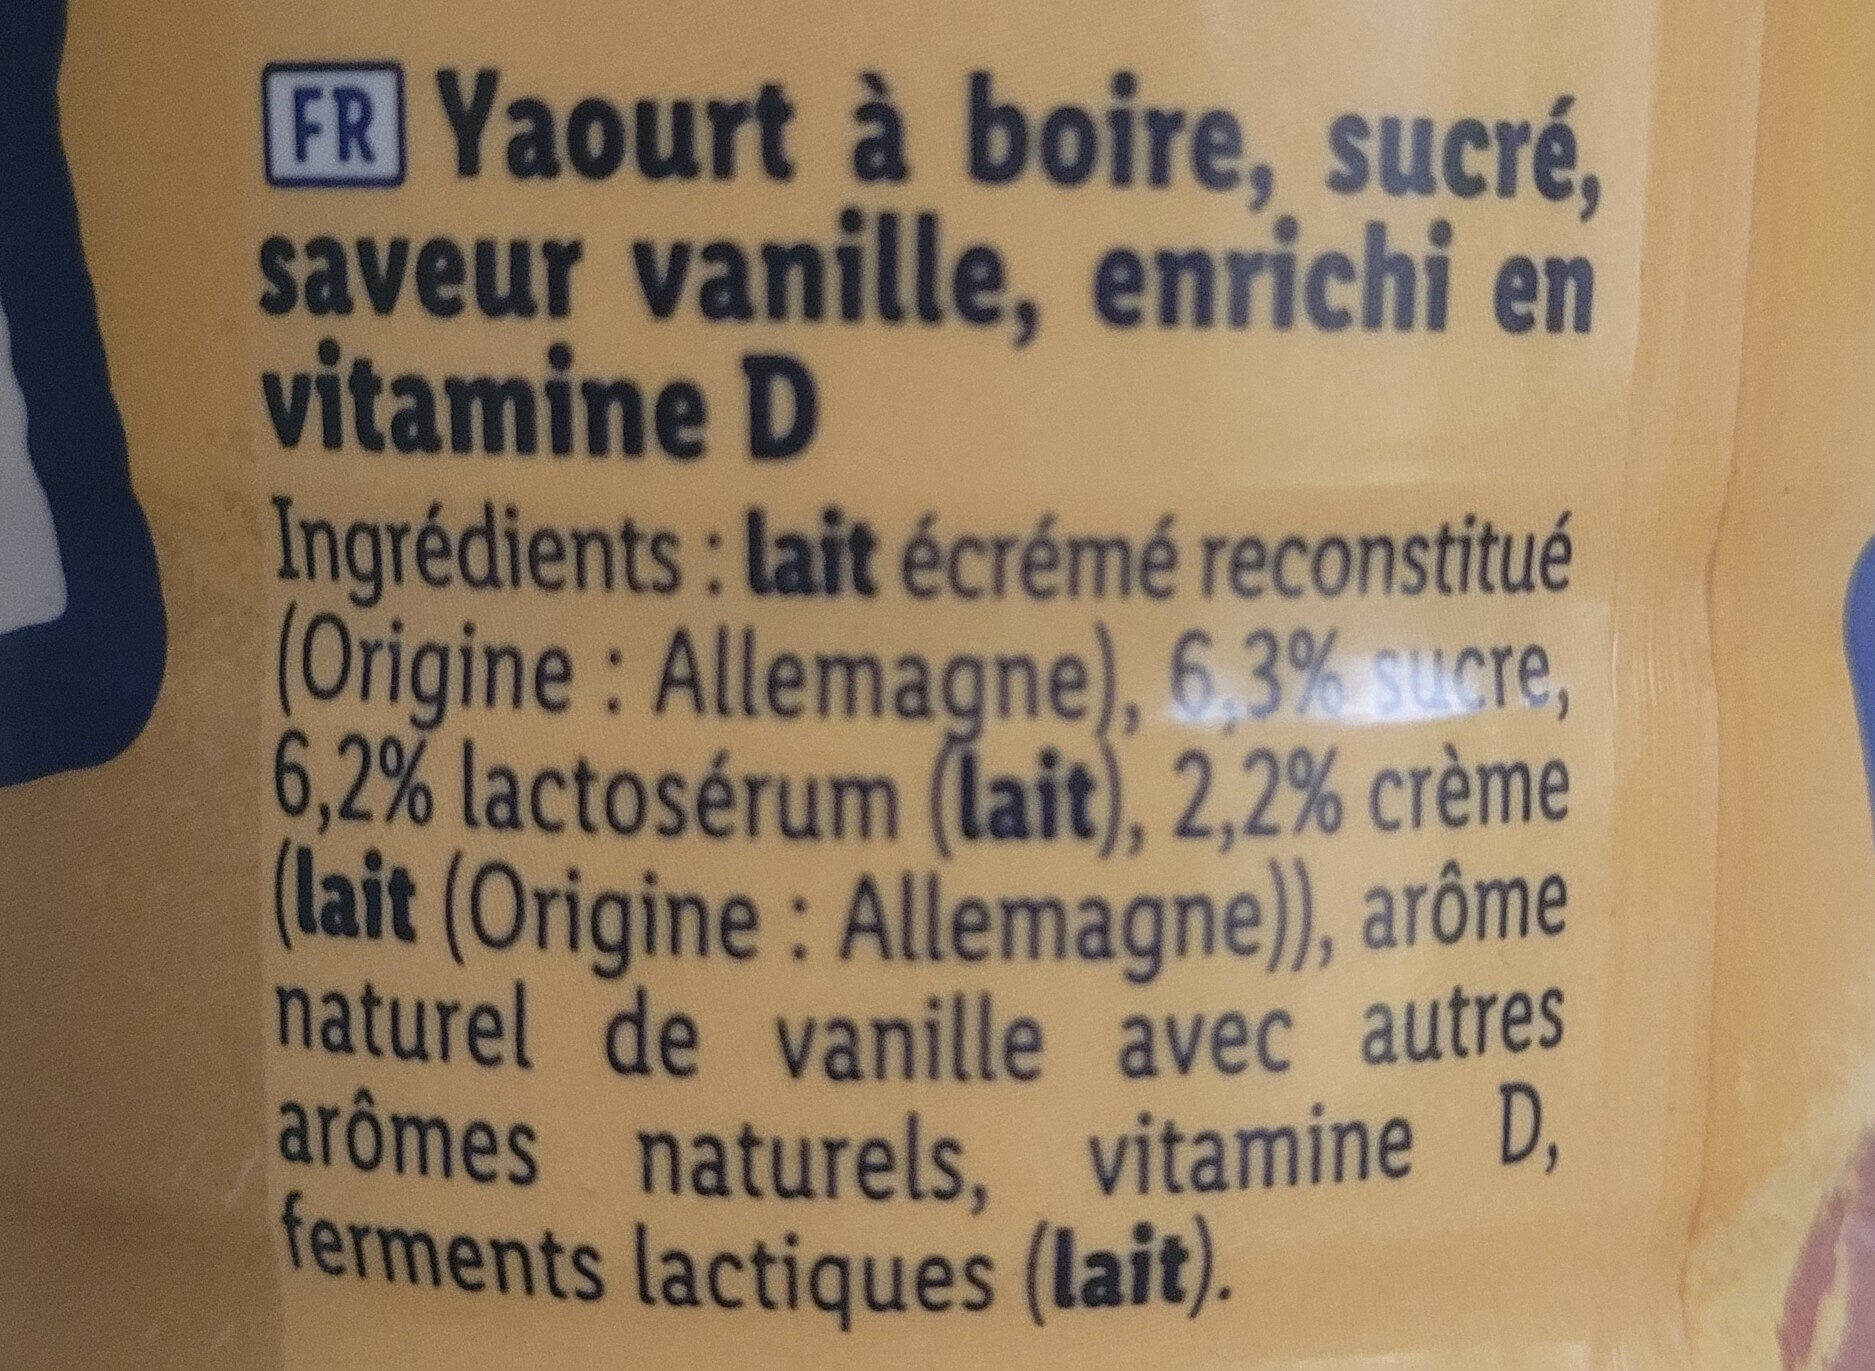 FR Yaourt à boire, sucré,
saveur vanille, enrichi en
vitamine D
Ingrédients : lait écrémé reconstitué
(Origine : Allemagne), 6,3% sucre,
6,2% lactosérum (lait), 2,2% crème
(lait (Origine : Allemagne)), arôme
naturel de vanille avec autres
arômes naturels, vitamine D,
ferments lactiques (lait).